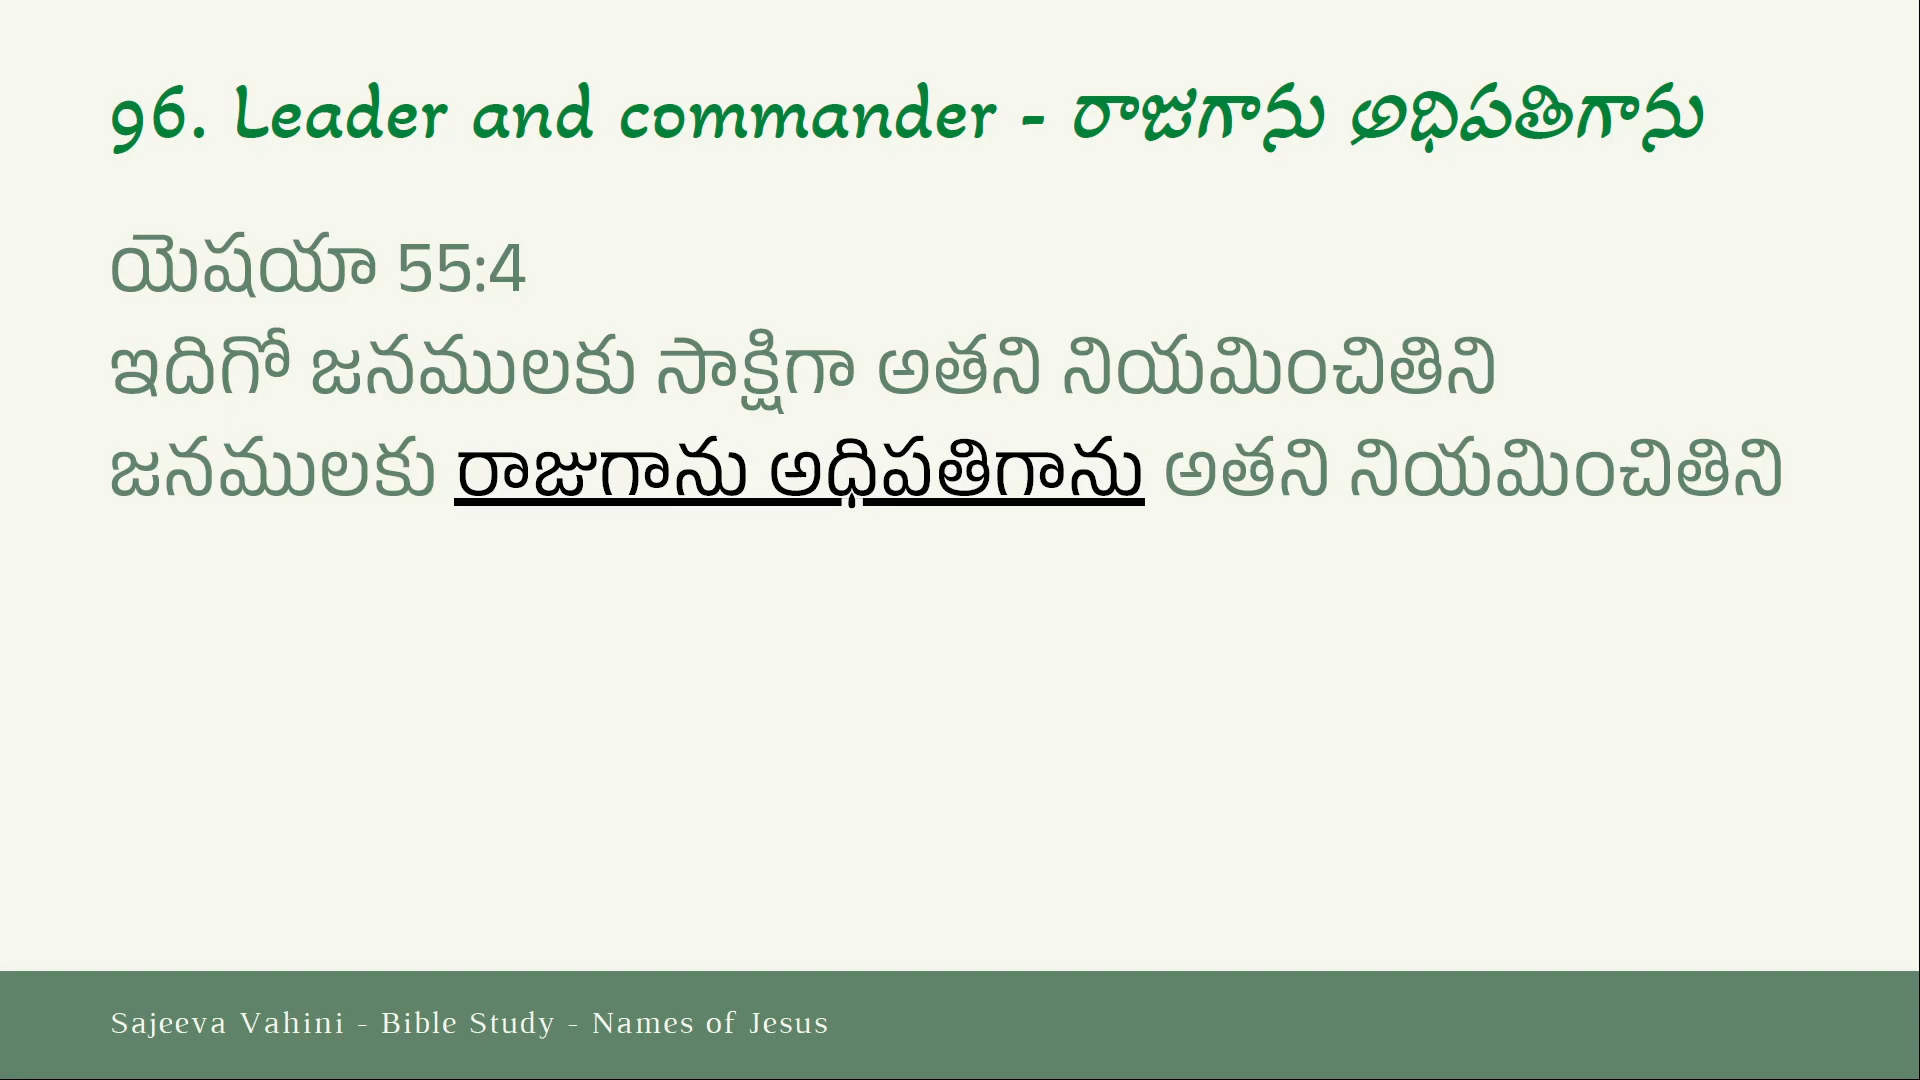 96. Leader and commander - రాజుగాను అధిపతిగాను
యెషయా 55:4
ఇదిగో జనములకు సాక్షిగా అతని నియమించితిని
జనములకు రాజుగాను అధిపతిగాను అతని నియమించితిని
Sajeeva Vahini - Bible Study - Names of Jesus